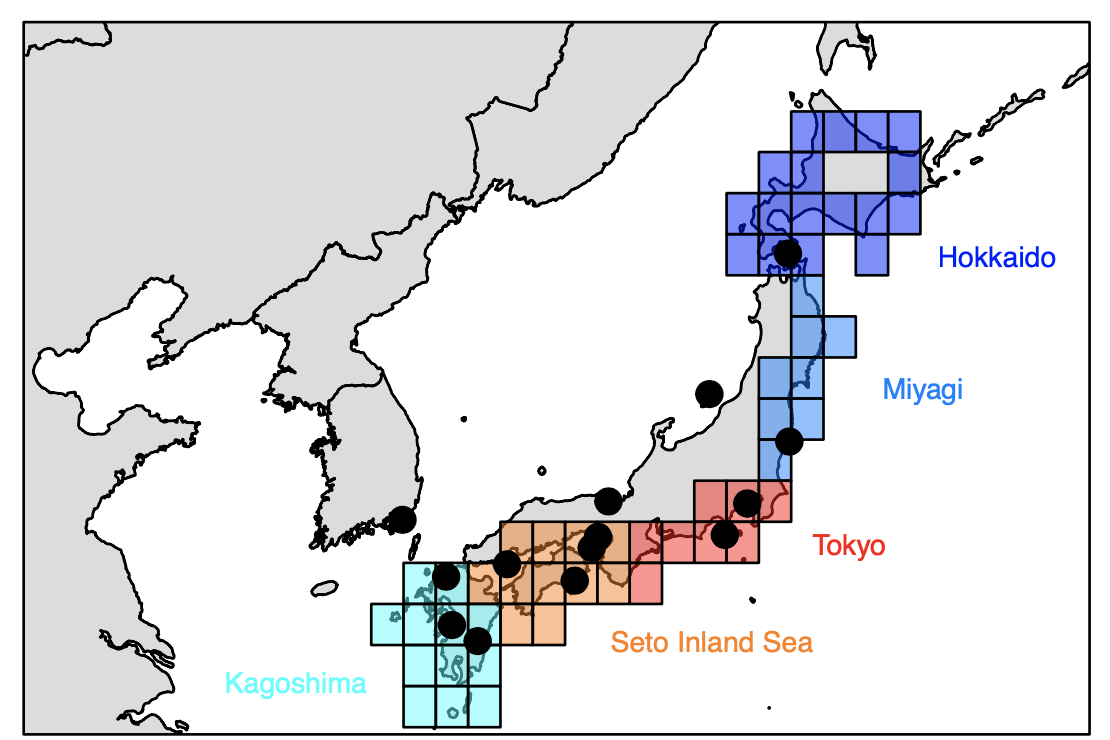 Hokkaido
Miyagi
Tokyo
Seto Inland Sea
Kagoshima